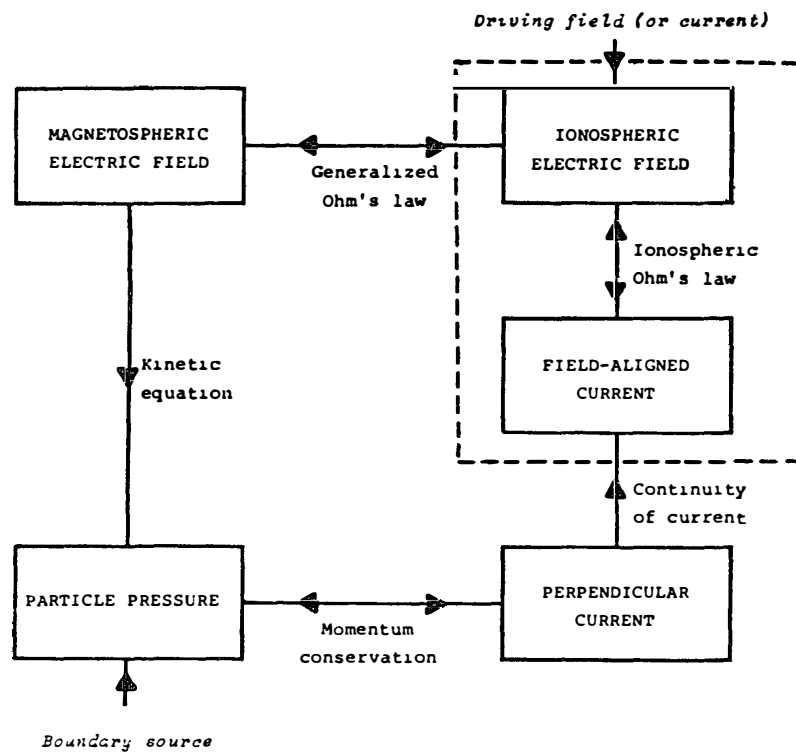 Driving field (or current)
MAGNETOSPHERIC
ELECTRIC FIELD
IONOSPHERIC
ELECTRIC FIELD
Generalized
Ohm's law
Ionospheric
Ohm's law
Kinetic
equation
FIELD-ALIGNED
CURRENT
Continuity
of current
PARTICLE PRESSURE
PERPENDICULAR
CURRENT
Momentum
conservation
Boundary source